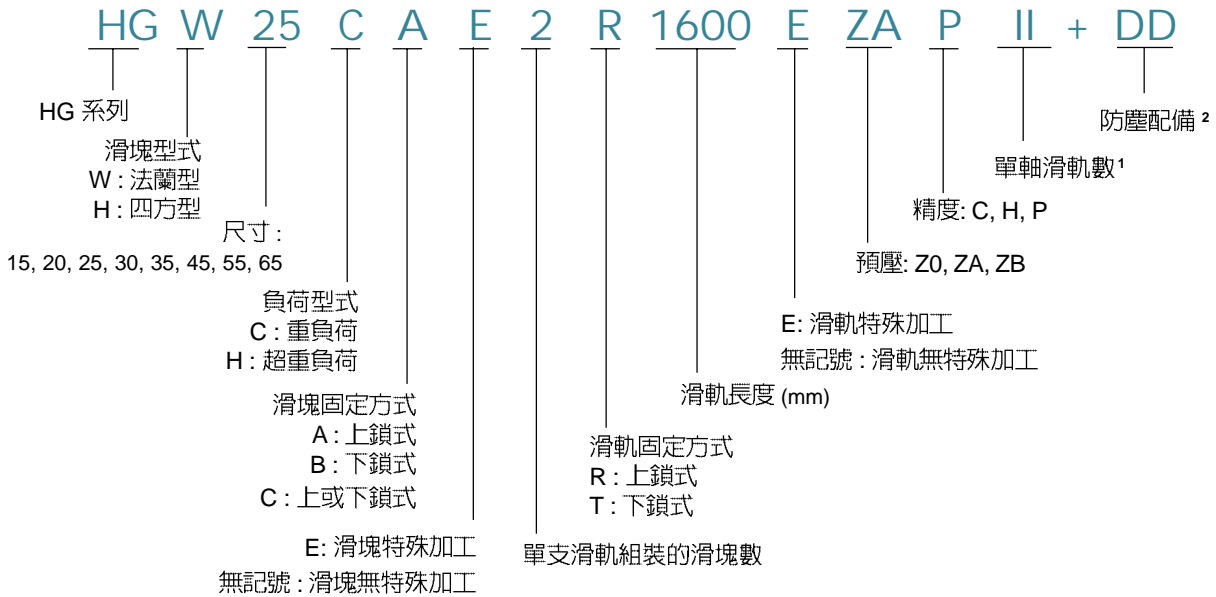 HG W 25 C A E 2 R 1600 E ZA P II + DD
HG 系列
滑塊型式
W : 法蘭型
H : 四方型
尺寸 :
15, 20, 25, 30, 35, 45, 55, 65
負荷型式
C : 重負荷
H : 超重負荷
滑塊固定方式
A : 上鎖式
B : 下鎖式
C : 上或下鎖式
E: 滑塊特殊加工
無記號 : 滑塊無特殊加工
單支滑軌組裝的滑塊數
滑軌固定方式
R : 上鎖式
T : 下鎖式
滑軌長度 (mm)
E: 滑軌特殊加工
無記號 : 滑軌無特殊加工
預壓: Z0, ZA, ZB
精度: C, H, P
單軸滑軌數 1
防塵配備 2